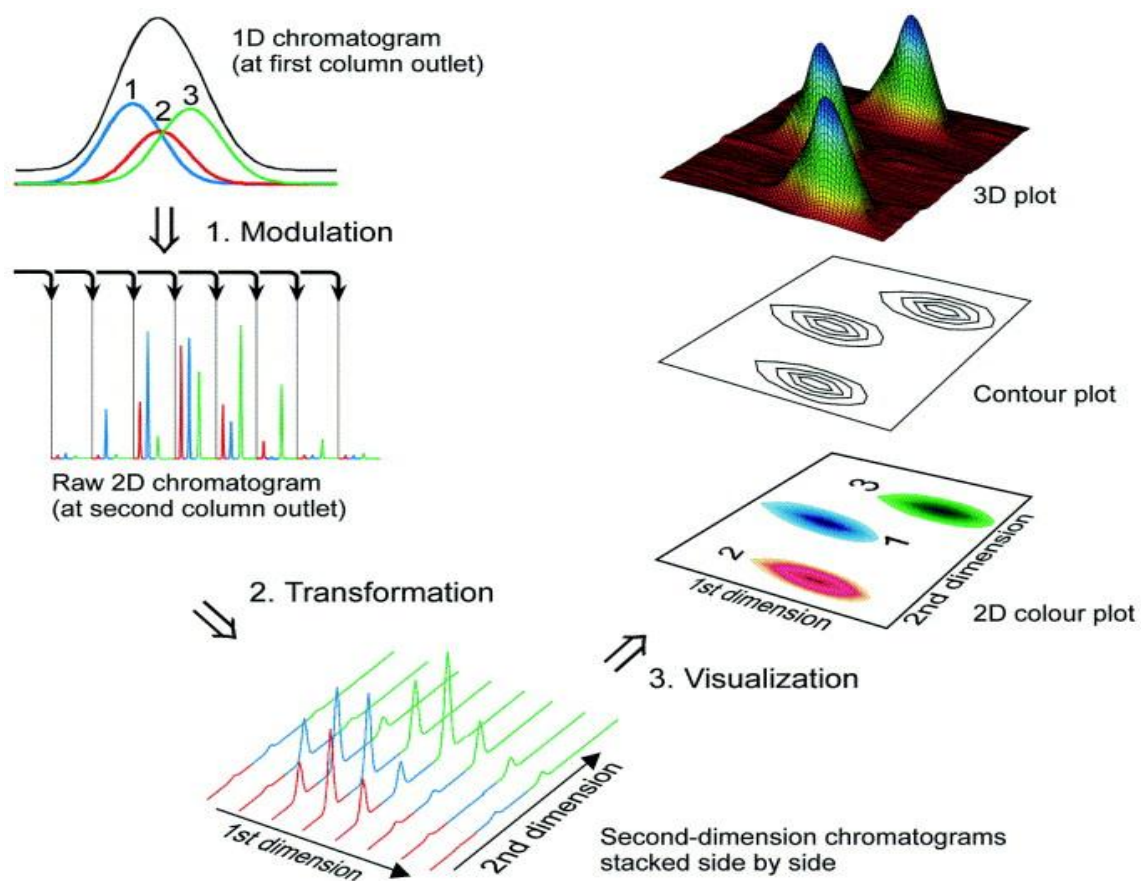 1D chromatogram
(at first column outlet)
1
2
3
1. Modulation
Raw 2D chromatogram
(at second column outlet)
2. Transformation
1st dimension
2nd dimension
Second-dimension chromatograms
stacked side by side
3. Visualization
3D plot
Contour plot
3
1
2
1st dimension
2nd dimension
2D colour plot